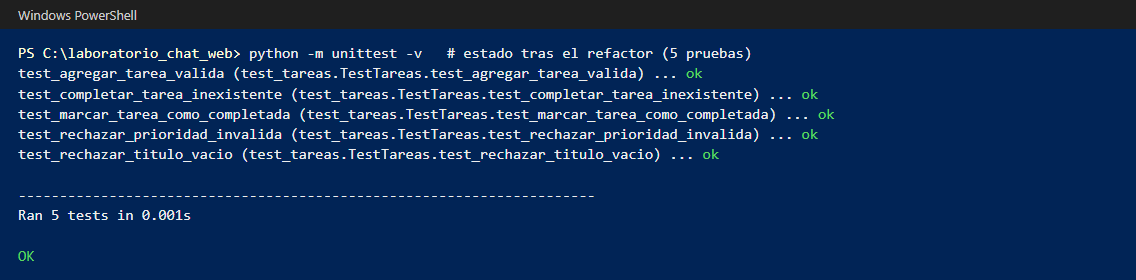 Windows PowerShell
PS C:\laboratorio_chat_web> python -m unittest -v   # estado tras el refactor (5 pruebas)
test_agregar_tarea_valida (test_tareas.TestTareas.test_agregar_tarea_valida) ... ok
test_completar_tarea_inexistente (test_tareas.TestTareas.test_completar_tarea_inexistente) ... ok
test_marcar_tarea_como_completada (test_tareas.TestTareas.test_marcar_tarea_como_completada) ... ok
test_rechazar_prioridad_invalida (test_tareas.TestTareas.test_rechazar_prioridad_invalida) ... ok
test_rechazar_titulo_vacio (test_tareas.TestTareas.test_rechazar_titulo_vacio) ... ok
----------------------------------------------------------------------
Ran 5 tests in 0.001s
OK